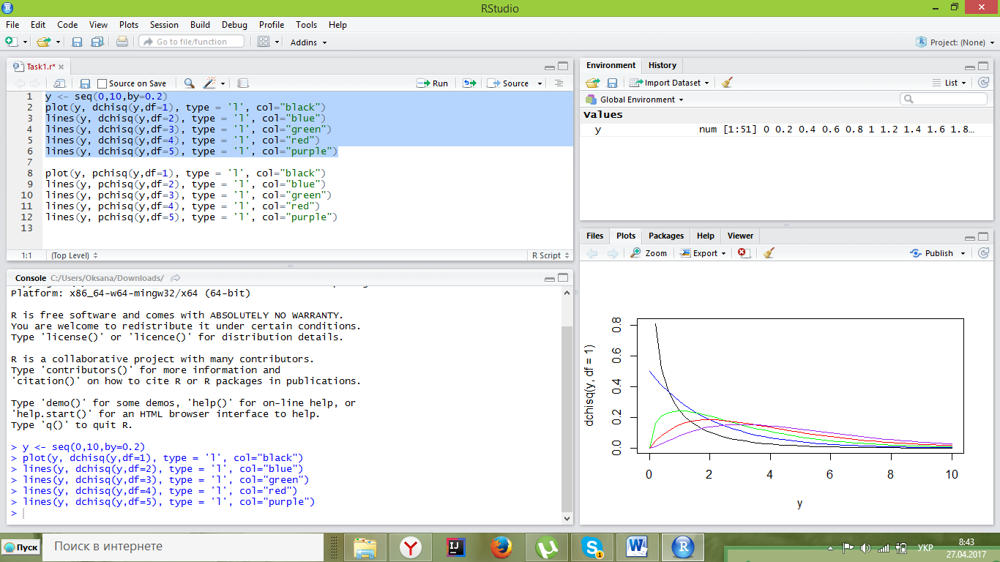 RStudio
File Edit Code View Plots Session Build Debug Profile Tools Help
Go to file/function Addins Project: (None)
Task1.r*
Source on Save Run Source
1 y <- seq(0,10,by=0.2)
2 plot(y, dchisq(y,df=1), type = 'l', col="black")
3 lines(y, dchisq(y,df=2), type = 'l', col="blue")
4 lines(y, dchisq(y,df=3), type = 'l', col="green")
5 lines(y, dchisq(y,df=4), type = 'l', col="red")
6 lines(y, dchisq(y,df=5), type = 'l', col="purple")
7
8 plot(y, pchisq(y,df=1), type = 'l', col="black")
9 lines(y, pchisq(y,df=2), type = 'l', col="blue")
10 lines(y, pchisq(y,df=3), type = 'l', col="green")
11 lines(y, pchisq(y,df=4), type = 'l', col="red")
12 lines(y, pchisq(y,df=5), type = 'l', col="purple")
13
1:1 (Top Level) R Script
Console C:/Users/Oksana/Downloads/
Platform: x86_64-w64-mingw32/x64 (64-bit)
R is free software and comes with ABSOLUTELY NO WARRANTY.
You are welcome to redistribute it under certain conditions.
Type 'license()' or 'licence()' for distribution details.
R is a collaborative project with many contributors.
Type 'contributors()' for more information and
'citation()' on how to cite R or R packages in publications.
Type 'demo()' for some demos, 'help()' for on-line help, or
'help.start()' for an HTML browser interface to help.
Type 'q()' to quit R.
> y <- seq(0,10,by=0.2)
> plot(y, dchisq(y,df=1), type = 'l', col="black")
> lines(y, dchisq(y,df=2), type = 'l', col="blue")
> lines(y, dchisq(y,df=3), type = 'l', col="green")
> lines(y, dchisq(y,df=4), type = 'l', col="red")
> lines(y, dchisq(y,df=5), type = 'l', col="purple")
>
Environment History
Import Dataset List
Global Environment
Values
y num [1:51] 0 0.2 0.4 0.6 0.8 1 1.2 1.4 1.6 1.8…
Files Plots Packages Help Viewer
Zoom Export Publish
dchisq(y, df = 1)
0.8
0.6
0.4
0.2
0.0
0 2 4 6 8 10
y
Пуск Поиск в интернете
УКР
8:43
27.04.2017